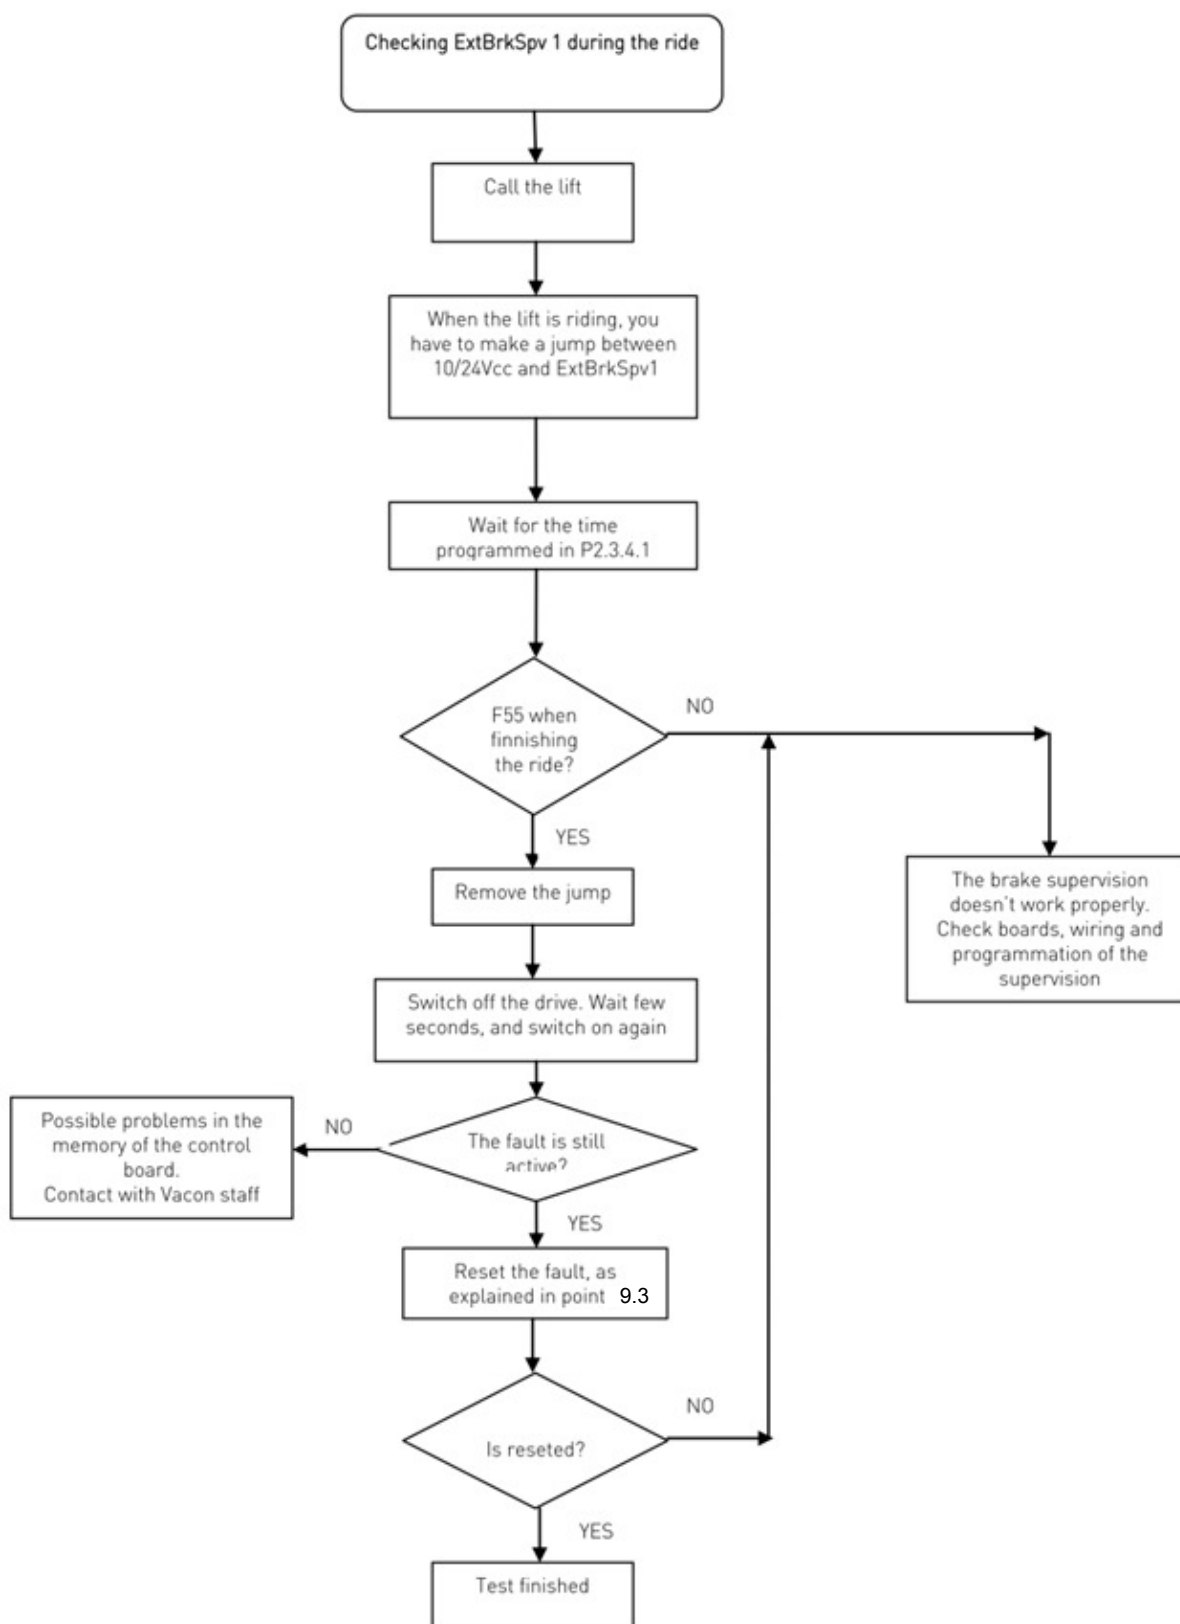 Checking ExtBrkSpv 1 during the ride
Call the lift
When the lift is riding, you
have to make a jump between
10/24Vcc and ExtBrkSpv1
Wait for the time
programmed in P2.3.4.1
F55 when
finnishing
the ride?
NO
YES
Remove the jump
The brake supervision
doesn't work properly.
Check boards, wiring and
programmation of the
supervision
Switch off the drive. Wait few
seconds, and switch on again
Possible problems in the
memory of the control
board.
Contact with Vacon staff
NO
The fault is still
active?
YES
Reset the fault, as
explained in point 9.3
NO
Is reseted?
YES
Test finished